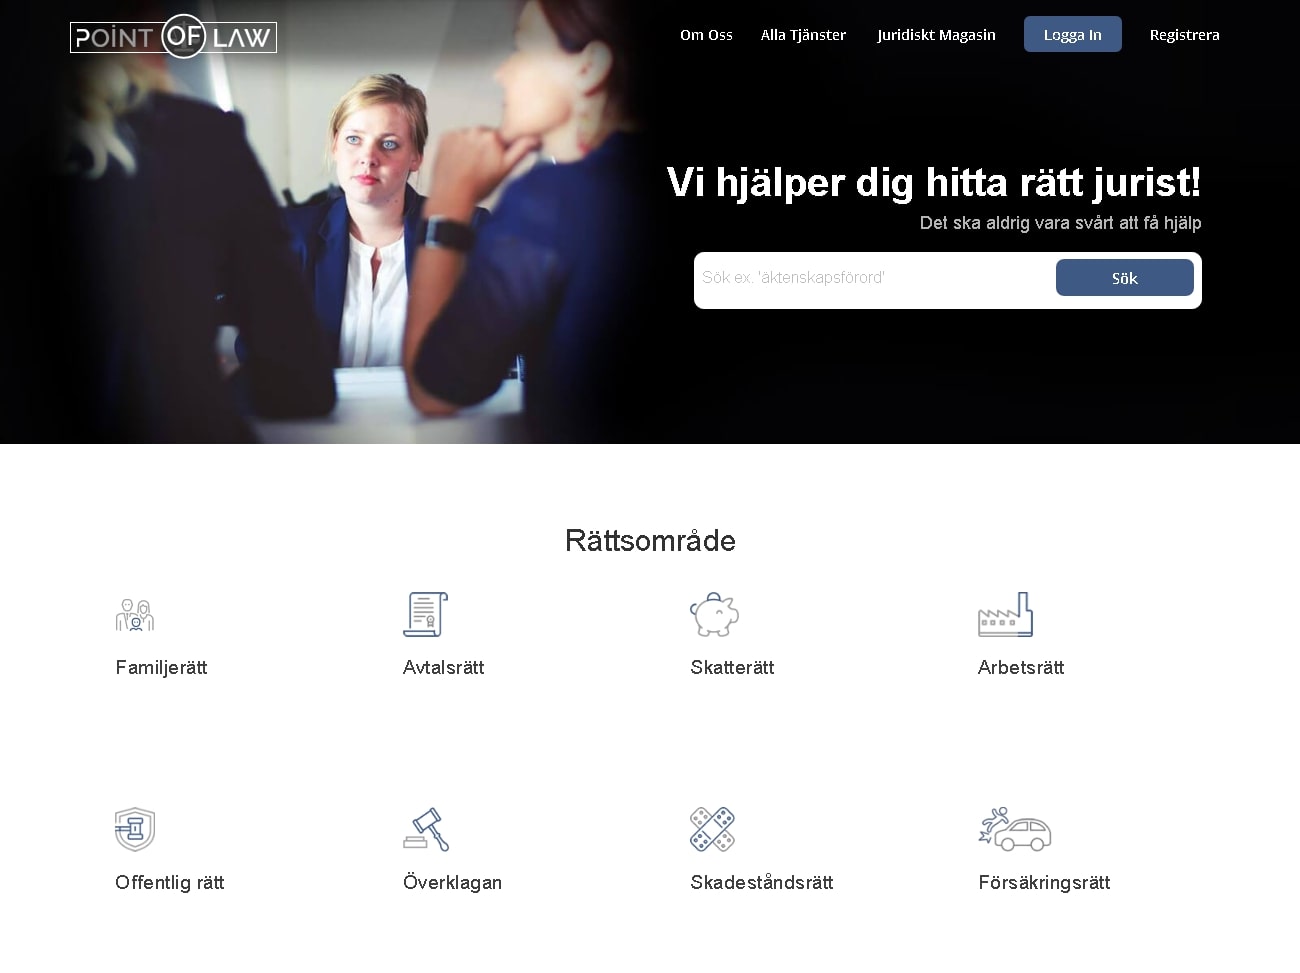 POINT OF LAW
Om Oss
Alla Tjänster
Juridiskt Magasin
Logga In
Registrera
Vi hjälper dig hitta rätt jurist!
Det ska aldrig vara svårt att få hjälp
Sök ex. 'äktenskapsförord'
Sök
Rättsområde
Familjerätt
Avtalsrätt
Skatterätt
Arbetsrätt
Offentlig rätt
Överklagan
Skadeståndsrätt
Försäkringsrätt